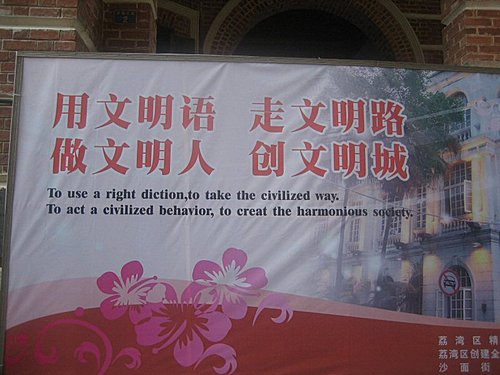 用文明语 走文明路
做文明人 创文明城
To use a right diction,to take the civilized way.
To act a civilized behavior, to creat the harmonious society.
荔湾区精
荔湾区创建全
沙面街